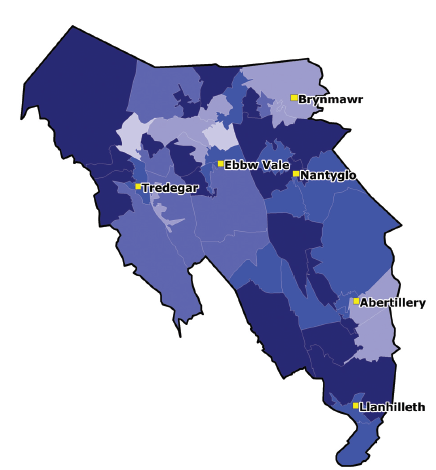 Brynmawr
Ebbw Vale
Nantyglo
Tredegar
Abertillery
Llanhilleth